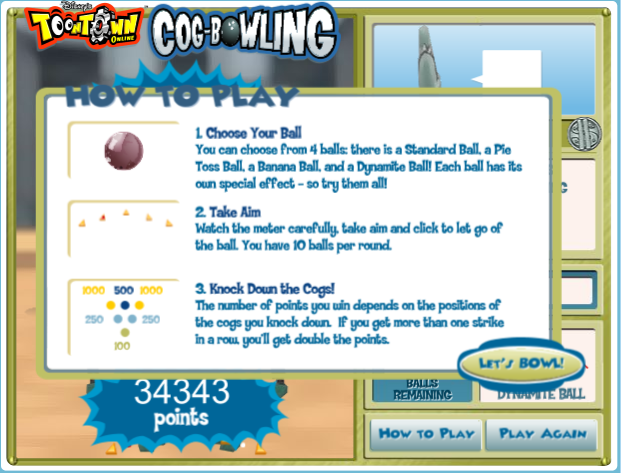 Disney's
TOONTOWN
ONLINE
COG-BOWLING
HOW TO PLAY
1. Choose Your Ball
You can choose from 4 balls: there is a Standard Ball, a Pie
Toss Ball, a Banana Ball, and a Dynamite Ball! Each ball has its
own special effect - so try them all!
2. Take Aim
Watch the meter carefully, take aim and click to let go of
the ball. You have 10 balls per round.
1000 500 1000
250 250
100
3. Knock Down the Cogs!
The number of points you win depends on the positions of
the cogs you knock down. If you get more than one strike
in a row, you'll get double the points.
LET'S BOWL!
34343
points
BALLS
REMAINING
DYNAMITE BALL
HOW TO PLAY
PLAY AGAIN